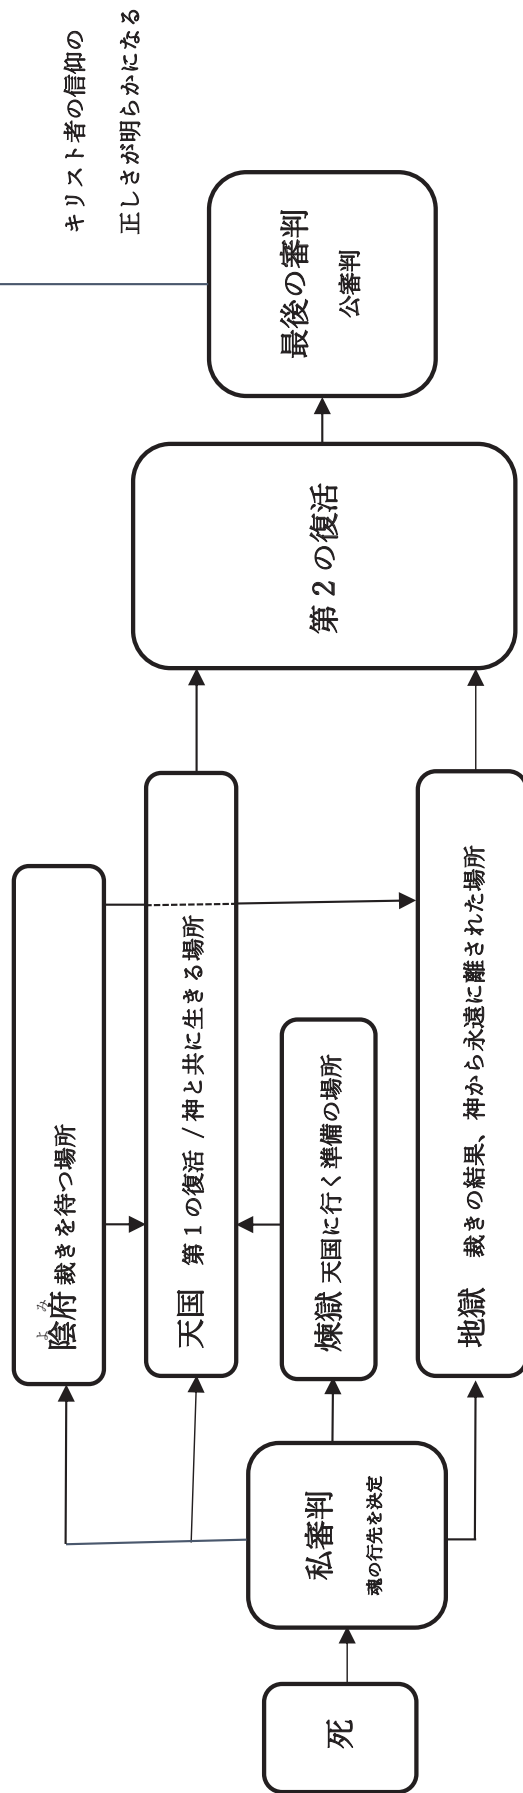 死
私審判
魂の行先を決定
よみ
陰府 裁きを待つ場所
天国 第1の復活 / 神と共に生きる場所
煉獄 天国に行く準備の場所
地獄 裁きの結果、神から永遠に離された場所
第2の復活
最後の審判
公審判
キリスト者の信仰の
正しさが明らかになる